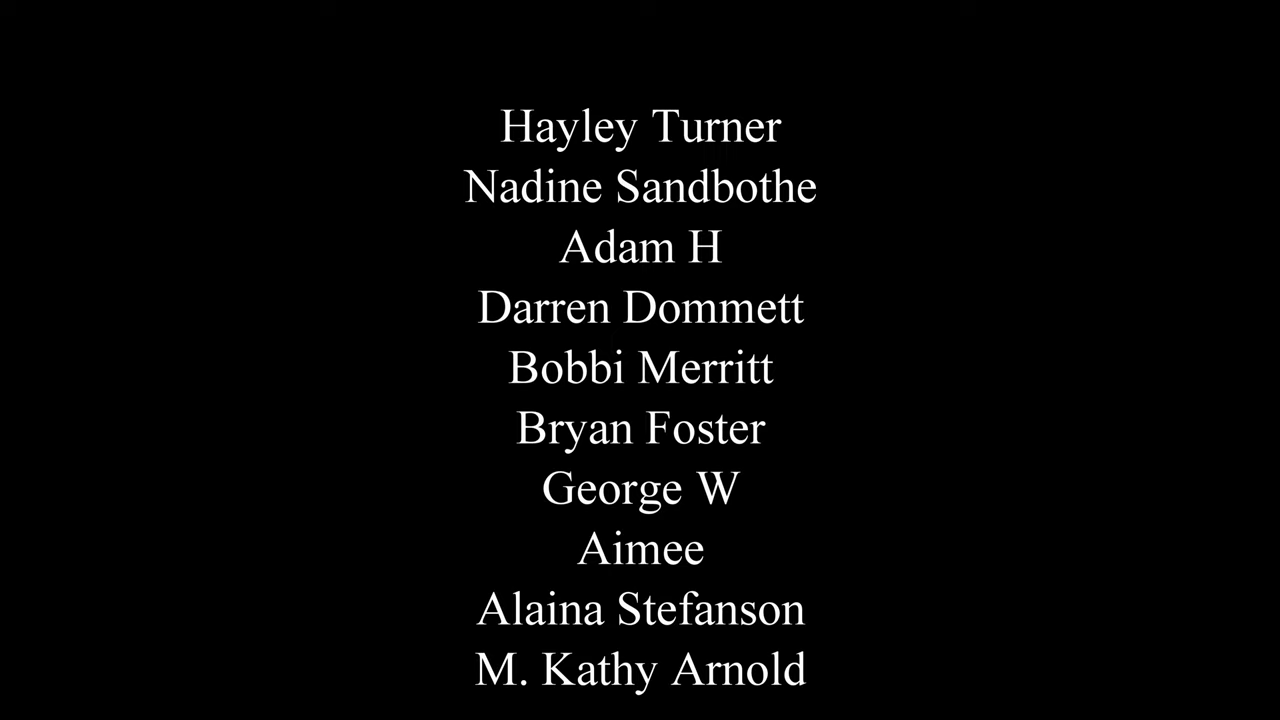 Hayley Turner
Nadine Sandbothe
Adam H
Darren Dommett
Bobbi Merritt
Bryan Foster
George W
Aimee
Alaina Stefanson
M. Kathy Arnold